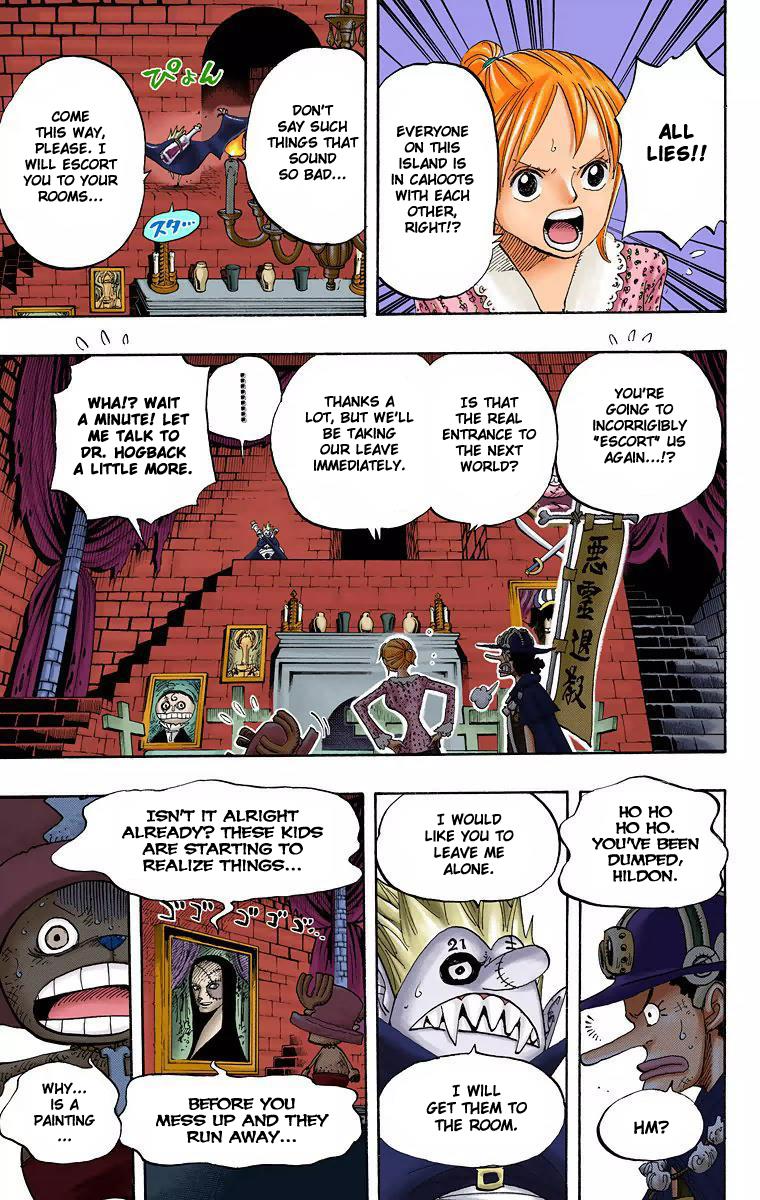 ALL
LIES!!
EVERYONE
ON THIS
ISLAND IS
IN CAHOOTS
WITH EACH
OTHER,
RIGHT!?
ぴょん
DON'T
SAY SUCH
THINGS THAT
SOUND
SO BAD...
COME
THIS WAY,
PLEASE. I
WILL ESCORT
YOU TO YOUR
ROOMS...
スタ...
YOU'RE
GOING TO
INCORRIGIBLY
"ESCORT" US
AGAIN...!?
IS THAT
THE REAL
ENTRANCE TO
THE NEXT
WORLD?
THANKS A
LOT, BUT WE'LL
BE TAKING
OUR LEAVE
IMMEDIATELY.
.........
WHA!? WAIT
A MINUTE! LET
ME TALK TO
DR. HOGBACK
A LITTLE MORE.
悪霊退散
HO HO
HO HO.
YOU'VE BEEN
DUMPED,
HILDON.
HM?
I WOULD
LIKE YOU TO
LEAVE ME
ALONE.
21
I WILL
GET THEM TO
THE ROOM.
ISN'T IT ALRIGHT
ALREADY? THESE KIDS
ARE STARTING TO
REALIZE THINGS...
ゴゴゴゴゴ...
BEFORE YOU
MESS UP AND THEY
RUN AWAY...
WHY...
IS A
PAINTING
...